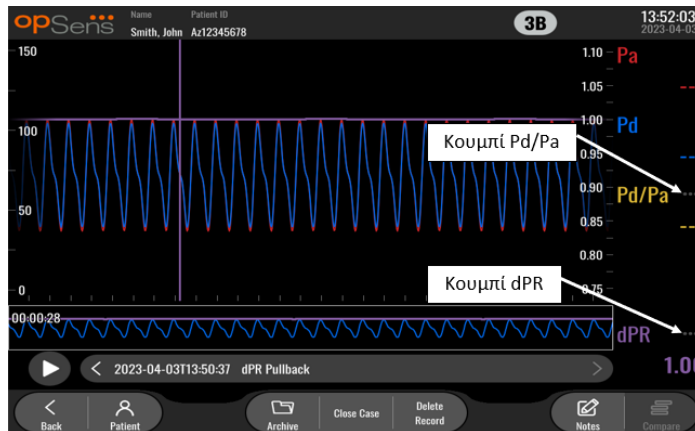 opSens
Name Patient ID
Smith, John Az12345678
3B
13:52:03
2023-04-03
150
100
50
0
1.10
1.05
1.00
0.95
0.90
0.85
0.80
0.75
Pa
--
Pd
--
Pd/Pa
---
--
Κουμπί Pd/Pa
Κουμπί dPR
00:00:28
dPR
---
1.00
< 2023-04-03T13:50:37 dPR Pullback >
Back
Patient
Archive
Close Case
Delete
Record
Notes
Compare